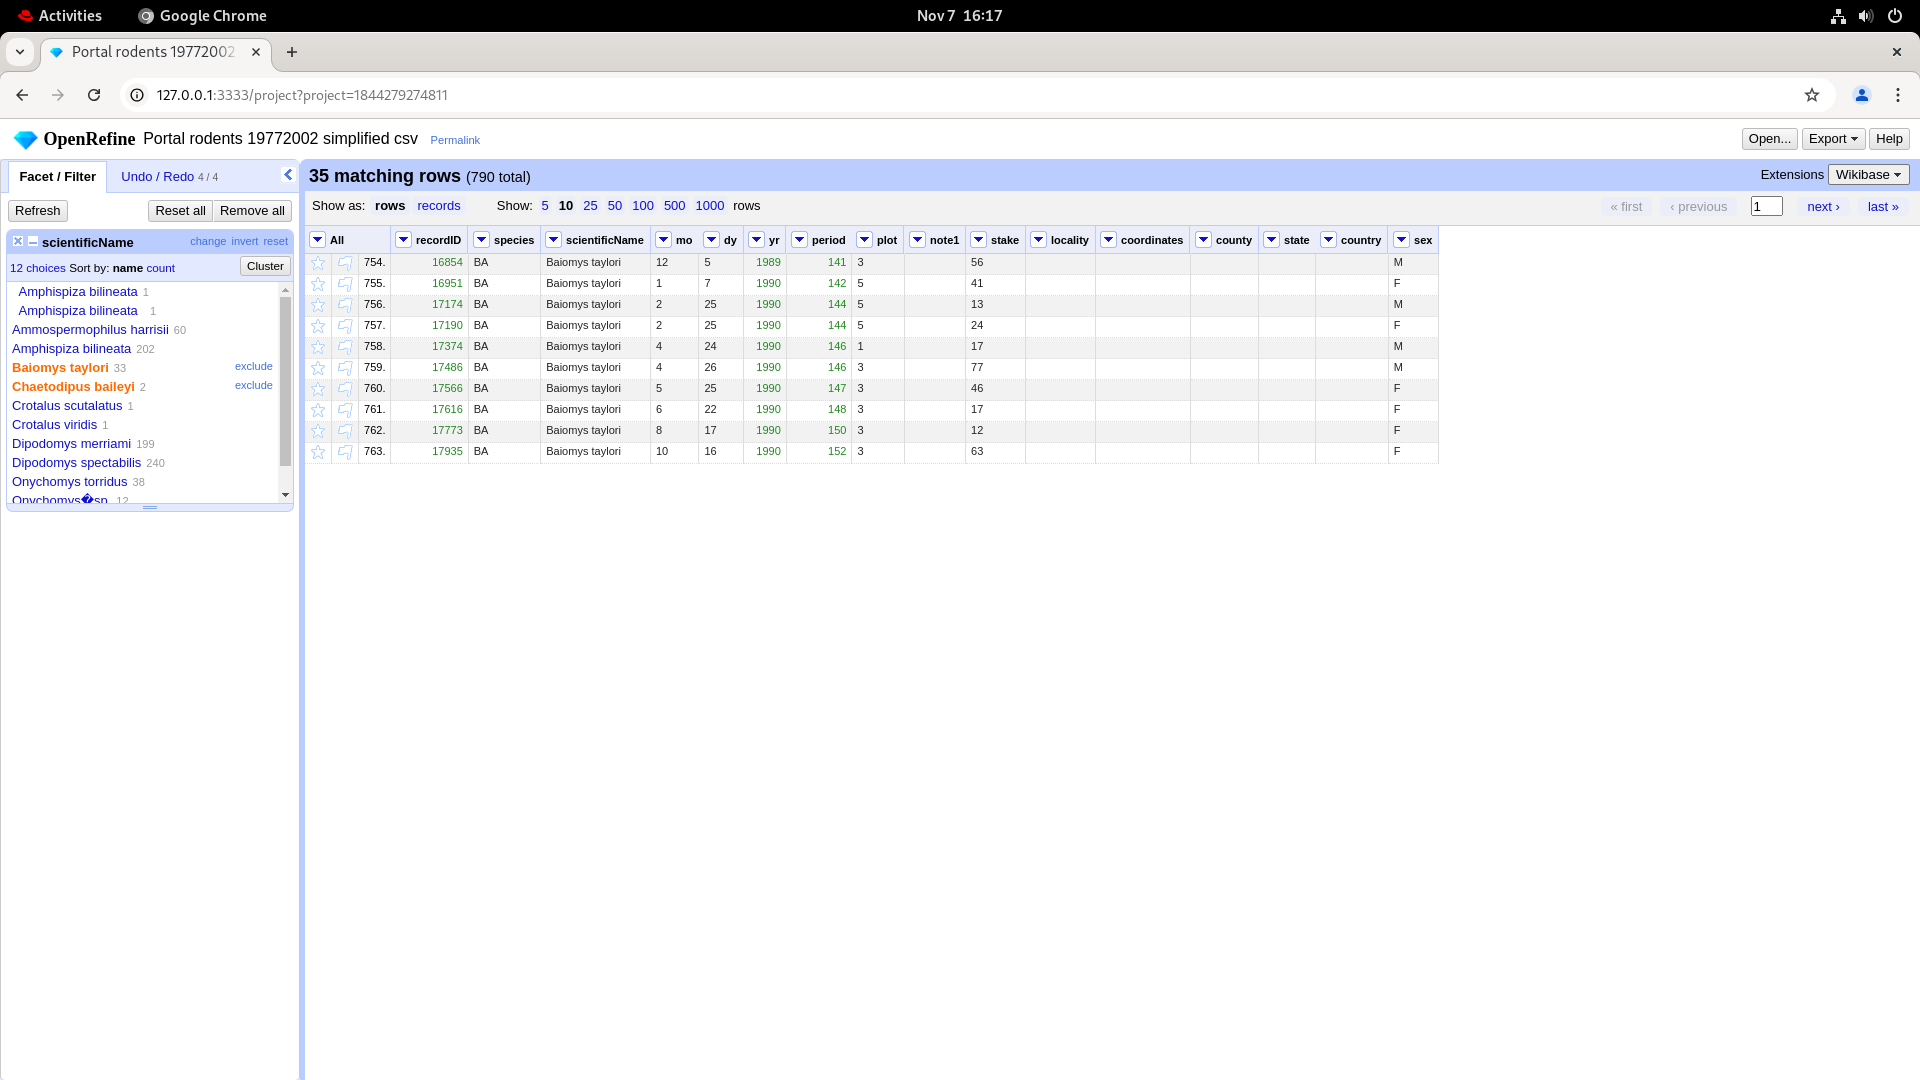 Activities Google Chrome Nov 7 16:17
Portal rodents 19772002
127.0.0.1:3333/project?project=1844279274811
OpenRefine Portal rodents 19772002 simplified csv Permalink Open... Export Help
Facet / Filter Undo / Redo 4 / 4
35 matching rows (790 total) Extensions Wikibase
Refresh Reset all Remove all
Show as: rows records Show: 5 10 25 50 100 500 1000 rows « first ‹ previous 1 next › last »
scientificName change invert reset
12 choices Sort by: name count Cluster
Amphispiza bilineata 1
Amphispiza bilineata 1
Ammospermophilus harrisii 60
Amphispiza bilineata 202
Baiomys taylori 33 exclude
Chaetodipus baileyi 2 exclude
Crotalus scutalatus 1
Crotalus viridis 1
Dipodomys merriami 199
Dipodomys spectabilis 240
Onychomys torridus 38
Onychomys�sp. 12
All recordID species scientificName mo dy yr period plot note1 stake locality coordinates county state country sex
754. 16854 BA Baiomys taylori 12 5 1989 141 3 56 M
755. 16951 BA Baiomys taylori 1 7 1990 142 5 41 F
756. 17174 BA Baiomys taylori 2 25 1990 144 5 13 M
757. 17190 BA Baiomys taylori 2 25 1990 144 5 24 F
758. 17374 BA Baiomys taylori 4 24 1990 146 1 17 M
759. 17486 BA Baiomys taylori 4 26 1990 146 3 77 M
760. 17566 BA Baiomys taylori 5 25 1990 147 3 46 F
761. 17616 BA Baiomys taylori 6 22 1990 148 3 17 F
762. 17773 BA Baiomys taylori 8 17 1990 150 3 12 F
763. 17935 BA Baiomys taylori 10 16 1990 152 3 63 F